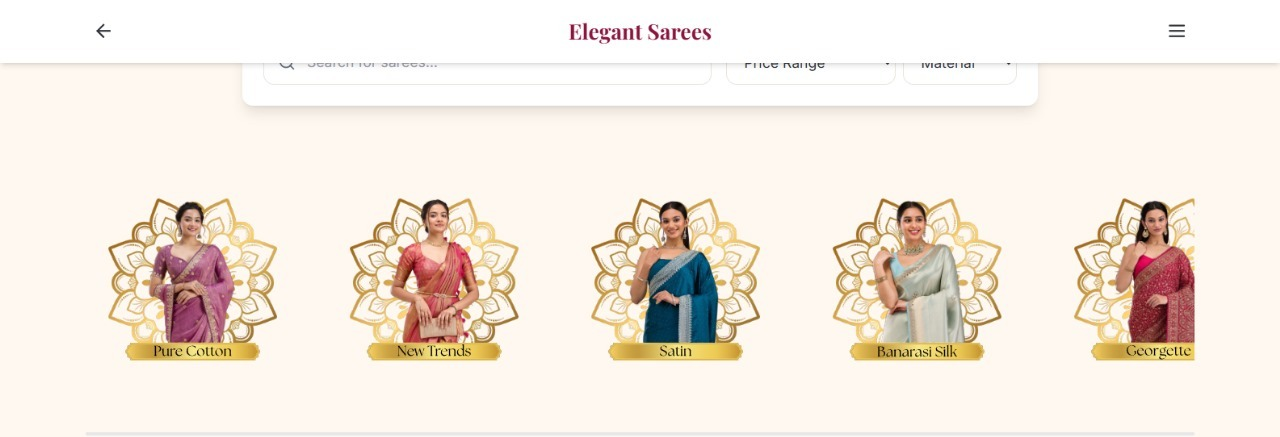 Elegant Sarees
Search for sarees...
Price Range
Material
Pure Cotton
New Trends
Satin
Banarasi Silk
Georgette